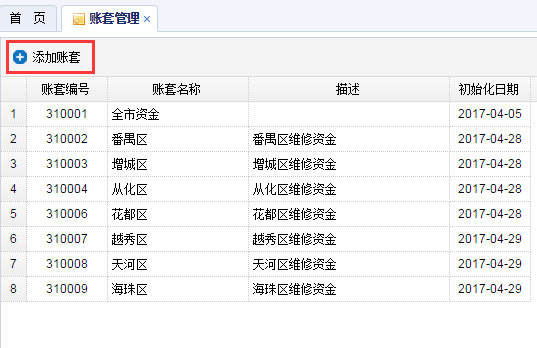 首 页 账套管理 ×
添加账套
账套编号 账套名称 描述 初始化日期
1 310001 全市资金 2017-04-05
2 310002 番禺区 番禺区维修资金 2017-04-28
3 310003 增城区 增城区维修资金 2017-04-28
4 310004 从化区 从化区维修资金 2017-04-28
5 310006 花都区 花都区维修资金 2017-04-28
6 310007 越秀区 越秀区维修资金 2017-04-29
7 310008 天河区 天河区维修资金 2017-04-29
8 310009 海珠区 海珠区维修资金 2017-04-29